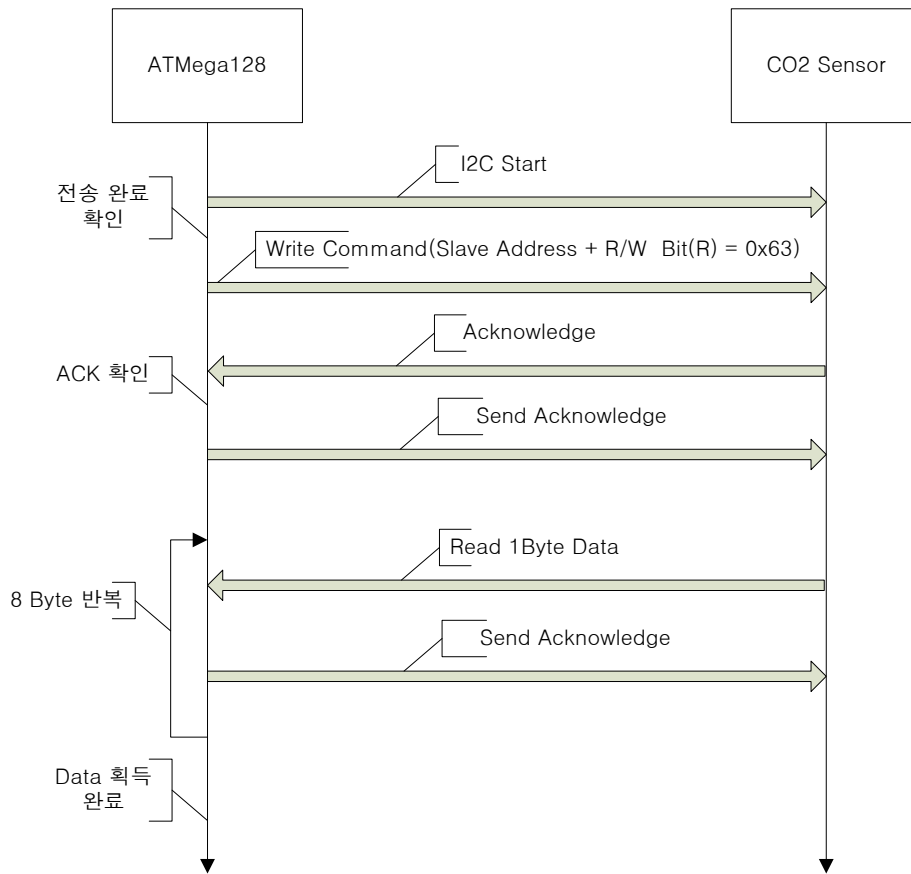 ATMega128
CO2 Sensor
I2C Start
전송 완료
확인
Write Command(Slave Address + R/W Bit(R) = 0x63)
Acknowledge
ACK 확인
Send Acknowledge
Read 1Byte Data
8 Byte 반복
Send Acknowledge
Data 획득
완료